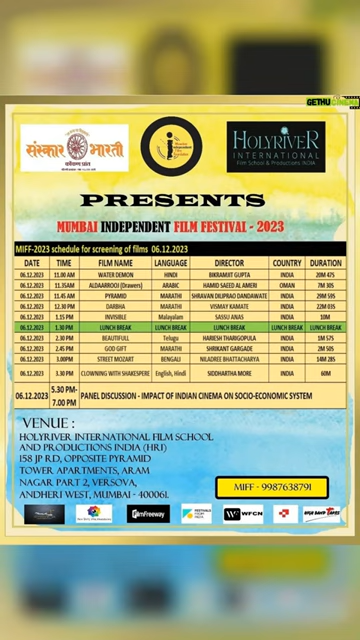 GETHU CINEMA
संस्कार भारती
HOLYRIVER
INTERNATIONAL
Film School & Productions INDIA
PRESENTS
MUMBAI INDEPENDENT FILM FESTIVAL - 2023
MIFF-2023 schedule for screening of films 06.12.2023
DATE TIME FILM NAME LANGUAGE DIRECTOR COUNTRY DURATION
06.12.2023 11.00 AM WATER DEMON HINDI BIKRAMJIT GUPTA INDIA 20M 47S
06.12.2023 11.35AM ALDAARROOJ (Drawers) ARABIC HAMID SAEED AL AMERI OMAN 7M 30S
06.12.2023 11.45 AM PYRAMID MARATHI SHRAVAN DILIPRAO DANDAWATE INDIA 29M 59S
06.12.2023 12.30 PM DARBHA MARATHI VISMAY KAMATE INDIA 22M 03S
06.12.2023 1.15 PM INVISIBLE Malayalam SASSU ANAS INDIA 10M
06.12.2023 1.30 PM LUNCH BREAK LUNCH BREAK LUNCH BREAK LUNCH BREAK LUNCH BREAK
06.12.2023 2.30 PM BEAUTIFULL Telugu HARESH THARIGOPULA INDIA 1M 57S
06.12.2023 2.45 PM GOD GIFT MARATHI SHRIKANT GARGADE INDIA 2M 50S
06.12.2023 3.00PM STREET MOZART BENGALI NILADREE BHATTACHARYA INDIA 14M 28S
06.12.2023 3.30 PM CLOWNING WITH SHAKESPERE English, Hindi SIDDHARTHA MORE INDIA 60M
06.12.2023 5.30 PM-7.00 PM PANEL DISCUSSION - IMPACT OF INDIAN CINEMA ON SOCIO-ECONOMIC SYSTEM
VENUE :
HOLYRIVER INTERNATIONAL FILM SCHOOL
AND PRODUCTIONS INDIA (HRI)
158 JP RD, OPPOSITE PYRAMID
TOWER APARTMENTS, ARAM
NAGAR PART 2, VERSOVA,
ANDHERI WEST, MUMBAI - 400061.
MIFF - 9987638791
FilmFreeway
WFCN